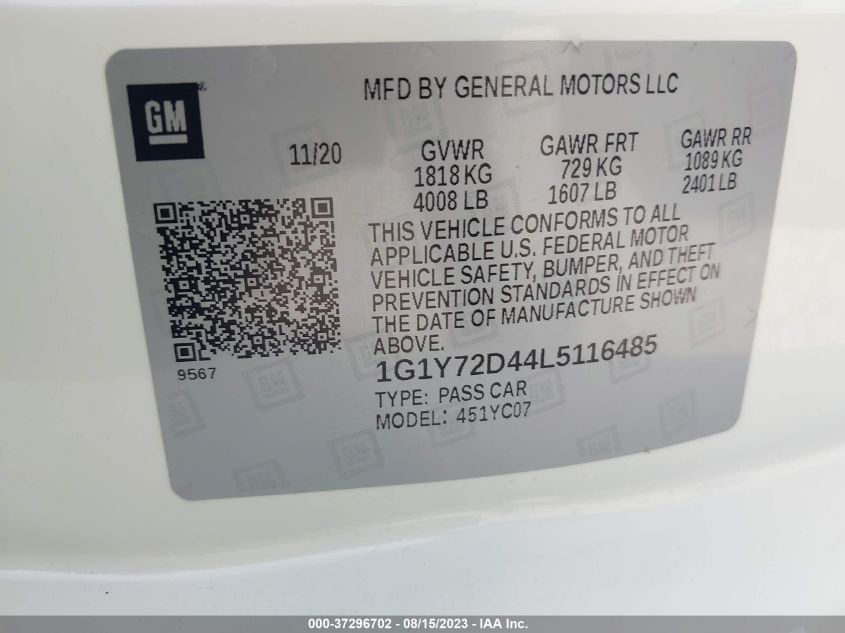 MFD BY GENERAL MOTORS LLC
GM
11/20 GVWR GAWR FRT GAWR RR
1818 KG 729 KG 1089 KG
4008 LB 1607 LB 2401 LB
THIS VEHICLE CONFORMS TO ALL
APPLICABLE U.S. FEDERAL MOTOR
VEHICLE SAFETY, BUMPER, AND THEFT
PREVENTION STANDARDS IN EFFECT ON
THE DATE OF MANUFACTURE SHOWN
ABOVE.
9567
1G1Y72D44L5116485
TYPE: PASS CAR
MODEL: 451YC07
000-37296702 - 08/15/2023 - IAA Inc.